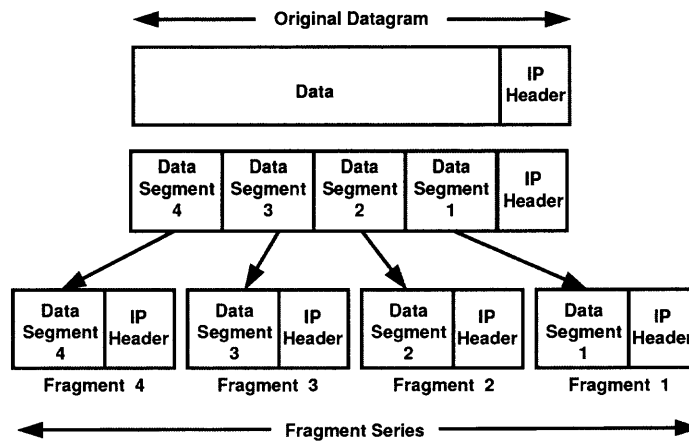 Original Datagram
Data
IP
Header
Data
Segment
4
Data
Segment
3
Data
Segment
2
Data
Segment
1
IP
Header
Data
Segment
4
IP
Header
Data
Segment
3
IP
Header
Data
Segment
2
IP
Header
Data
Segment
1
IP
Header
Fragment 4
Fragment 3
Fragment 2
Fragment 1
Fragment Series